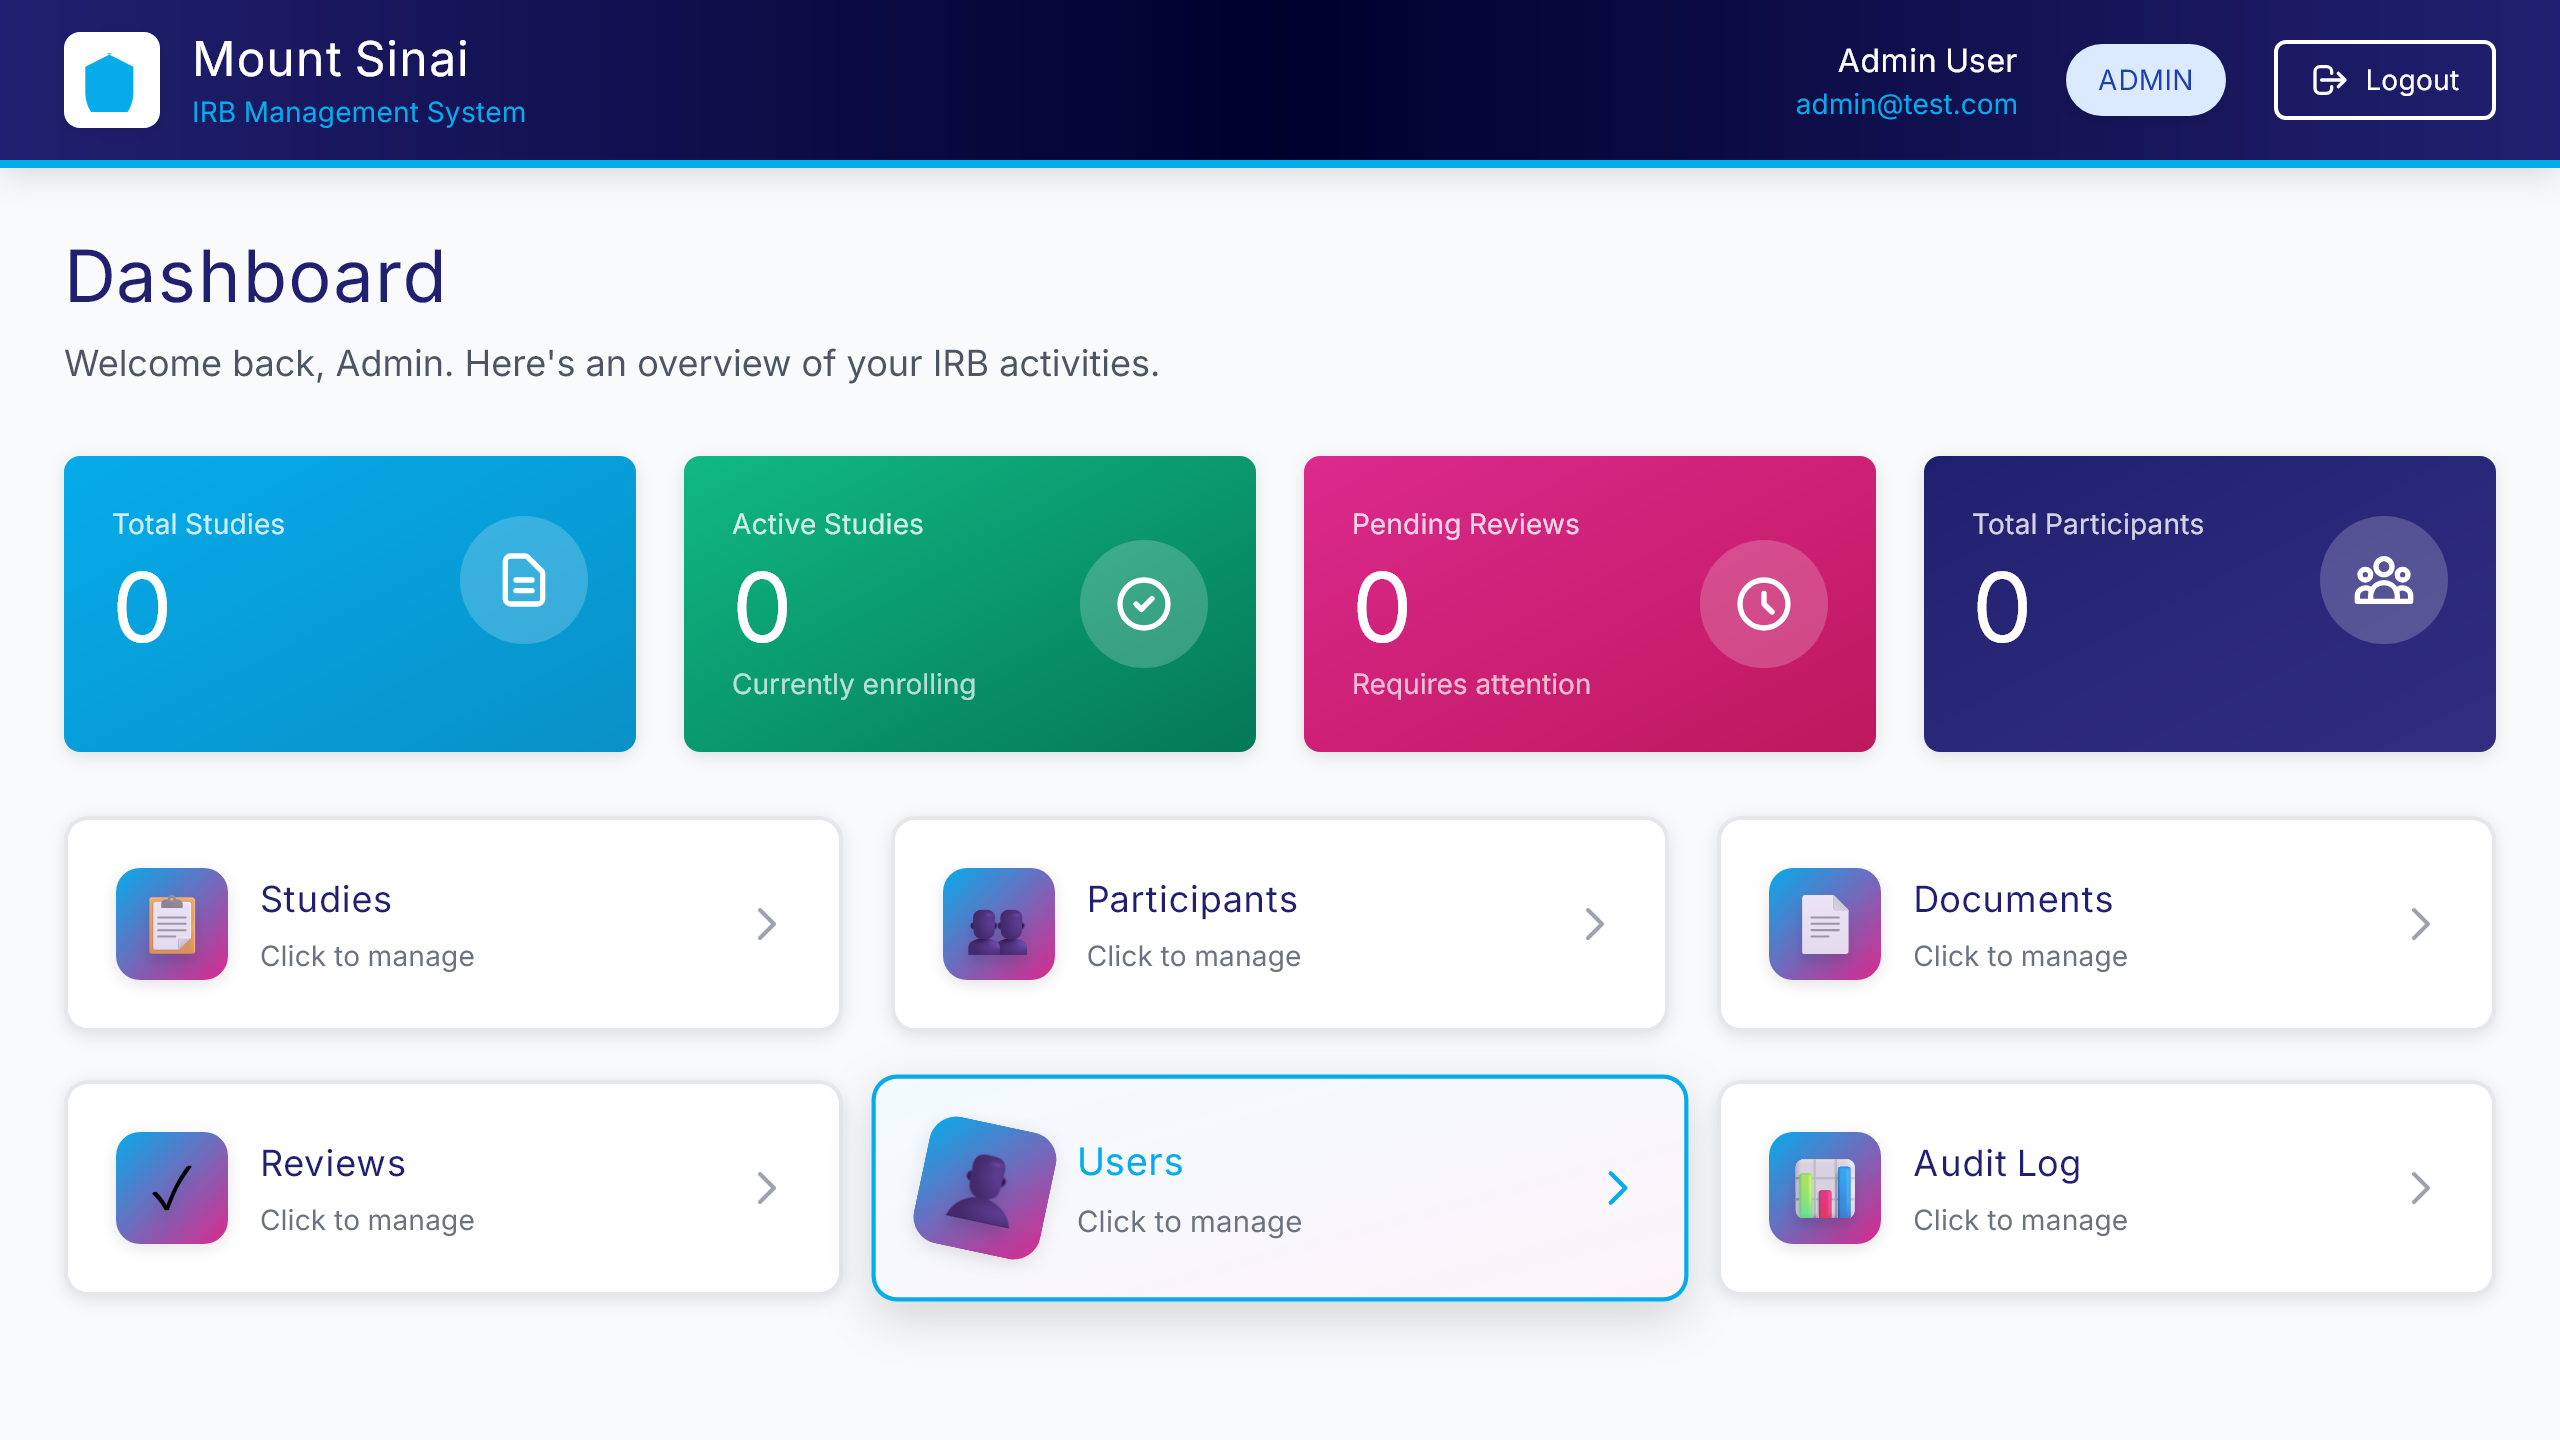 Mount Sinai
IRB Management System
Admin User
admin@test.com
ADMIN
Logout
Dashboard
Welcome back, Admin. Here's an overview of your IRB activities.
Total Studies
0
Active Studies
0
Currently enrolling
Pending Reviews
0
Requires attention
Total Participants
0
Studies
Click to manage
Participants
Click to manage
Documents
Click to manage
Reviews
Click to manage
Users
Click to manage
Audit Log
Click to manage